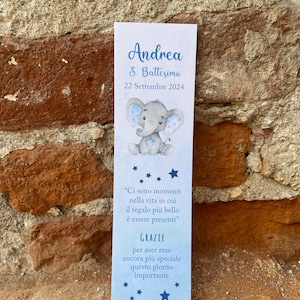 Andrea
S. Battesimo
22 Settembre 2024
"Ci sono momenti
nella vita in cui
il regalo più bello
è essere presenti"
GRAZIE
per aver reso
ancora più speciale
questo giorno
importante